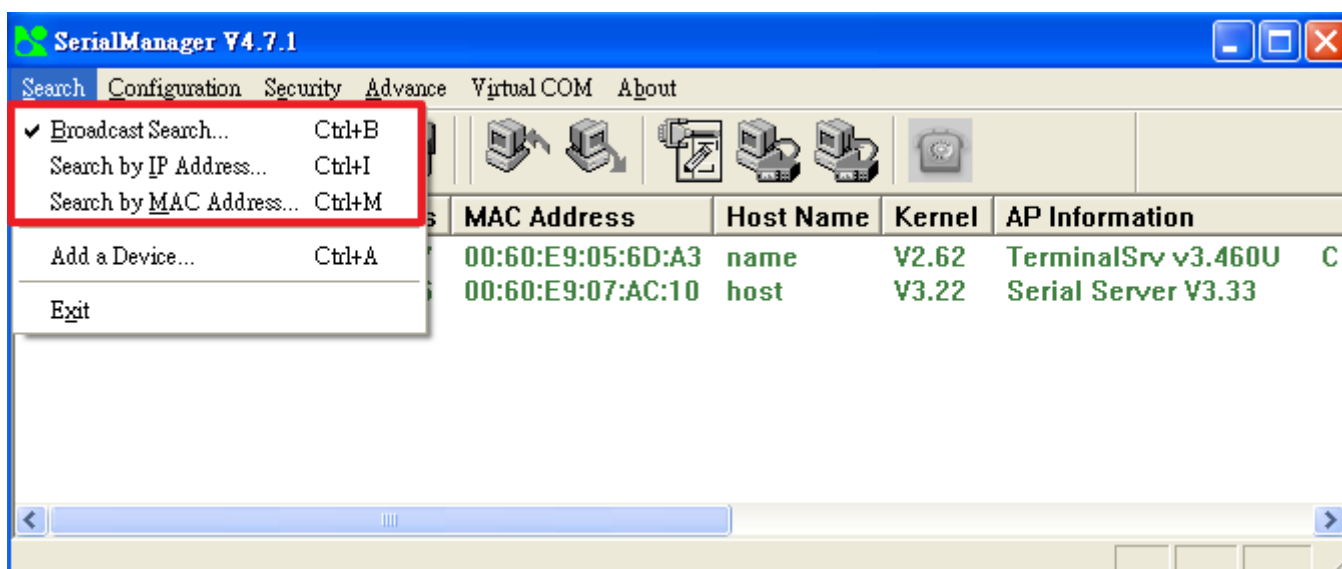 SerialManager V4.7.1
Search Configuration Security Advance Virtual COM About
✔ Broadcast Search... Ctrl+B
Search by IP Address... Ctrl+I
Search by MAC Address... Ctrl+M
Add a Device... Ctrl+A
Exit
MAC Address Host Name Kernel AP Information
00:60:E9:05:6D:A3 name V2.62 TerminalSrv v3.460U C
00:60:E9:07:AC:10 host V3.22 Serial Server V3.33